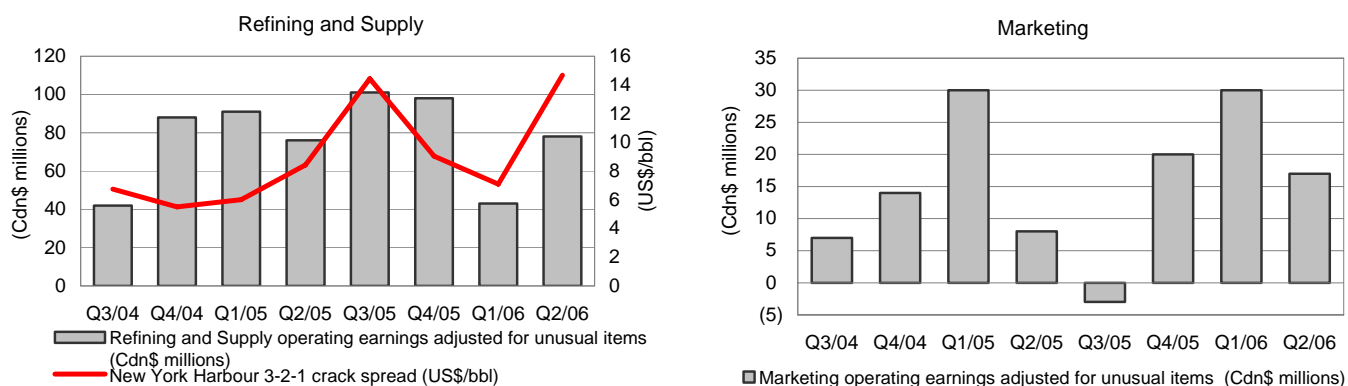 Refining and Supply
120
100
80
60
40
20
0
(Cdn$ millions)
16
14
12
10
8
6
4
2
0
(US$/bbl)
Q3/04 Q4/04 Q1/05 Q2/05 Q3/05 Q4/05 Q1/06 Q2/06
Refining and Supply operating earnings adjusted for unusual items
(Cdn$ millions)
New York Harbour 3-2-1 crack spread (US$/bbl)
Marketing
35
30
25
20
15
10
5
0
(5)
(Cdn$ millions)
Q3/04 Q4/04 Q1/05 Q2/05 Q3/05 Q4/05 Q1/06 Q2/06
Marketing operating earnings adjusted for unusual items (Cdn$ millions)